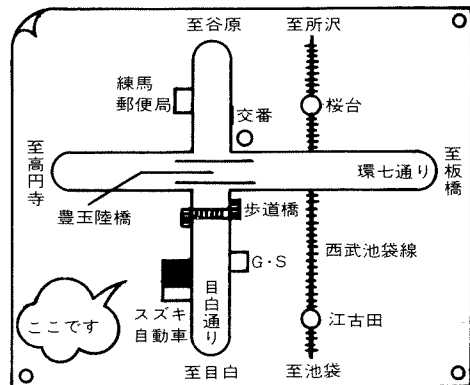 至谷原
至所沢
練馬
郵便局
交番
桜台
至高円寺
環七通り
至板橋
豊玉陸橋
歩道橋
西武池袋線
G・S
目白通り
スズキ
自動車
ここです
江古田
至目白
至池袋